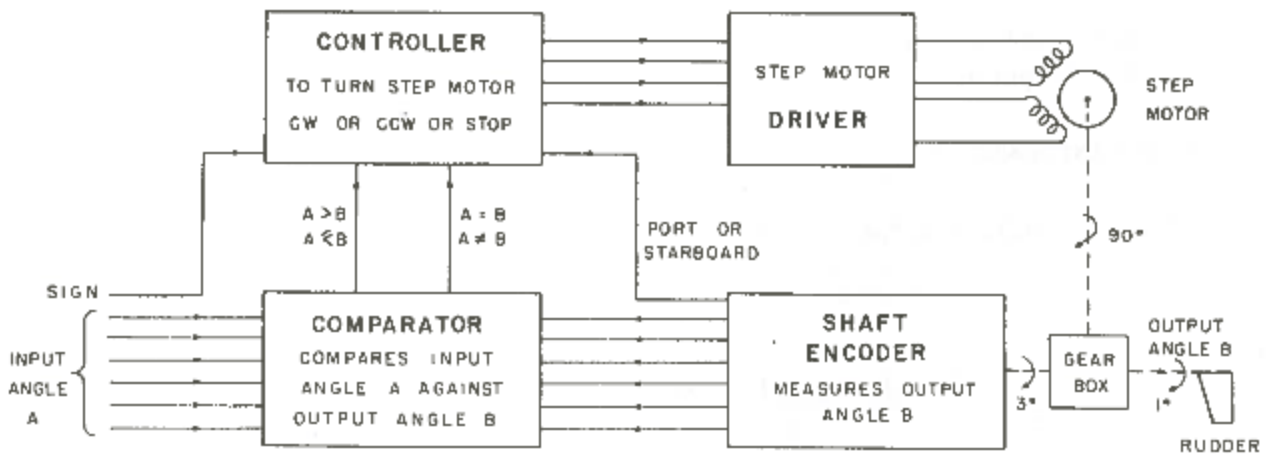 CONTROLLER
TO TURN STEP MOTOR
CW OR CCW OR STOP
STEP MOTOR
DRIVER
STEP
MOTOR
A > B
A ≤ B
A = B
A ≠ B
PORT OR
STARBOARD
90°
SIGN
INPUT
ANGLE
A
COMPARATOR
COMPARES INPUT
ANGLE A AGAINST
OUTPUT ANGLE B
SHAFT
ENCODER
MEASURES OUTPUT
ANGLE B
3°
GEAR
BOX
OUTPUT
ANGLE B
1°
RUDDER